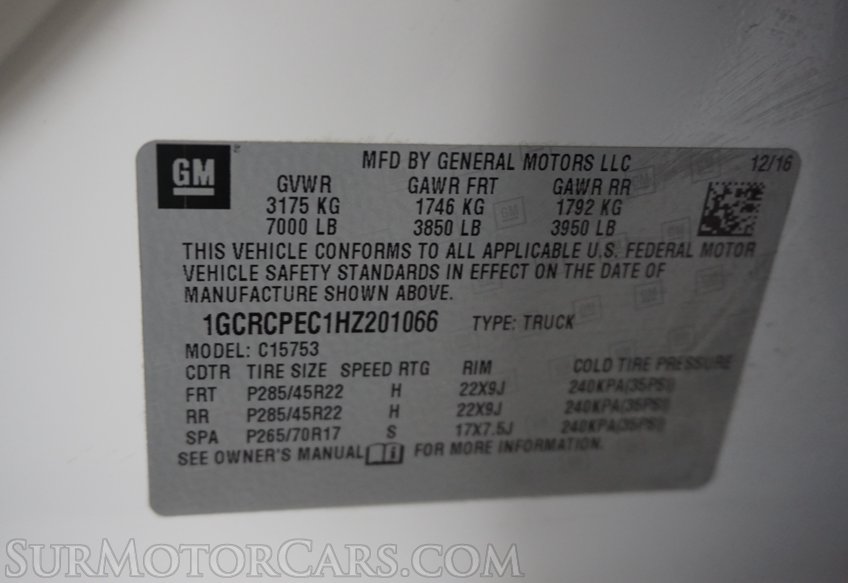 GM
MFD BY GENERAL MOTORS LLC 12/16
GVWR GAWR FRT GAWR RR
3175 KG 1746 KG 1792 KG
7000 LB 3850 LB 3950 LB
THIS VEHICLE CONFORMS TO ALL APPLICABLE U.S. FEDERAL MOTOR
VEHICLE SAFETY STANDARDS IN EFFECT ON THE DATE OF
MANUFACTURE SHOWN ABOVE.
1GCRCPEC1HZ201066 TYPE: TRUCK
MODEL: C15753
CDTR TIRE SIZE SPEED RTG RIM COLD TIRE PRESSURE
FRT P285/45R22 H 22X9J 240KPA(35PSI)
RR P285/45R22 H 22X9J 240KPA(35PSI)
SPA P265/70R17 S 17X7.5J 240KPA(35PSI)
SEE OWNER'S MANUAL FOR MORE INFORMATION.
SURMOTORCARS.COM